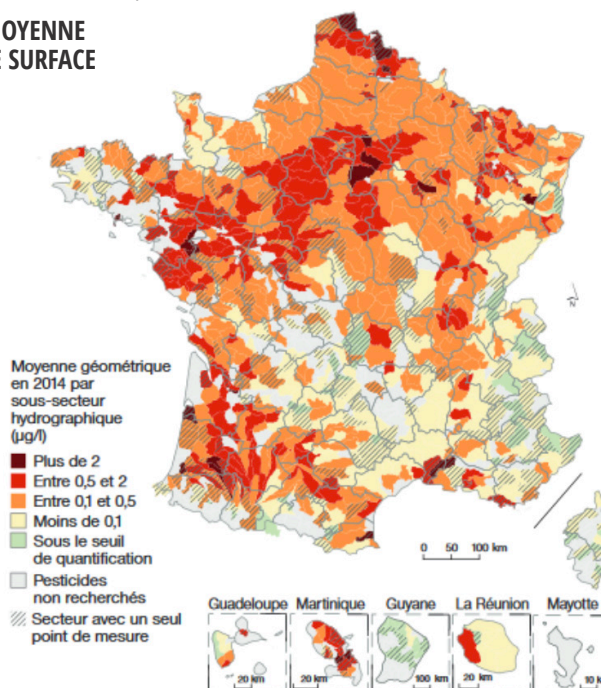 OYENNE
E SURFACE
N
Moyenne géométrique
en 2014 par
sous-secteur
hydrographique
(µg/l)
Plus de 2
Entre 0,5 et 2
Entre 0,1 et 0,5
Moins de 0,1
Sous le seuil
de quantification
Pesticides
non recherchés
Secteur avec un seul
point de mesure
0 50 100 km
Guadeloupe Martinique Guyane La Réunion Mayotte
20 km 20 km 100 km 20 km 10 k